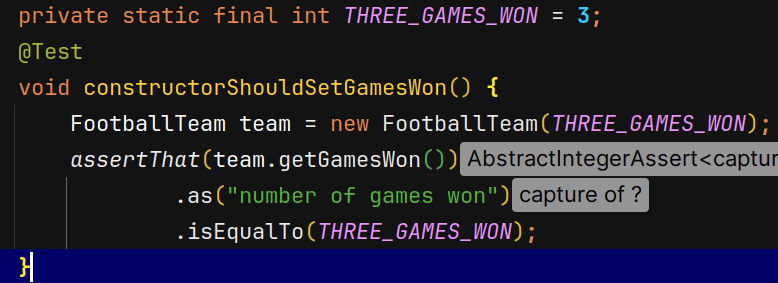 private static final int THREE_GAMES_WON = 3;
@Test
void constructorShouldSetGamesWon() {
FootballTeam team = new FootballTeam(THREE_GAMES_WON);
assertThat(team.getGamesWon()) AbstractIntegerAssert<captur
.as("number of games won") capture of ?
.isEqualTo(THREE_GAMES_WON);
}